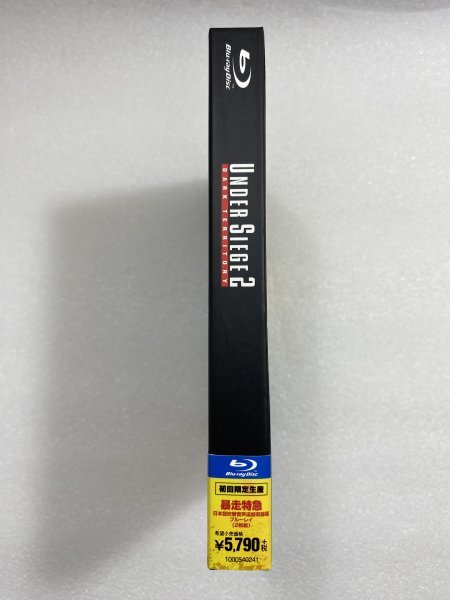 Blu-ray Disc
UNDER SIEGE 2
DARK TERRITORY
Blu-ray Disc
初回限定生産
暴走特急
日本語吹替音声追加収録版
ブルーレイ
(2枚組)
希望小売価格
¥5,790+税
1000540241